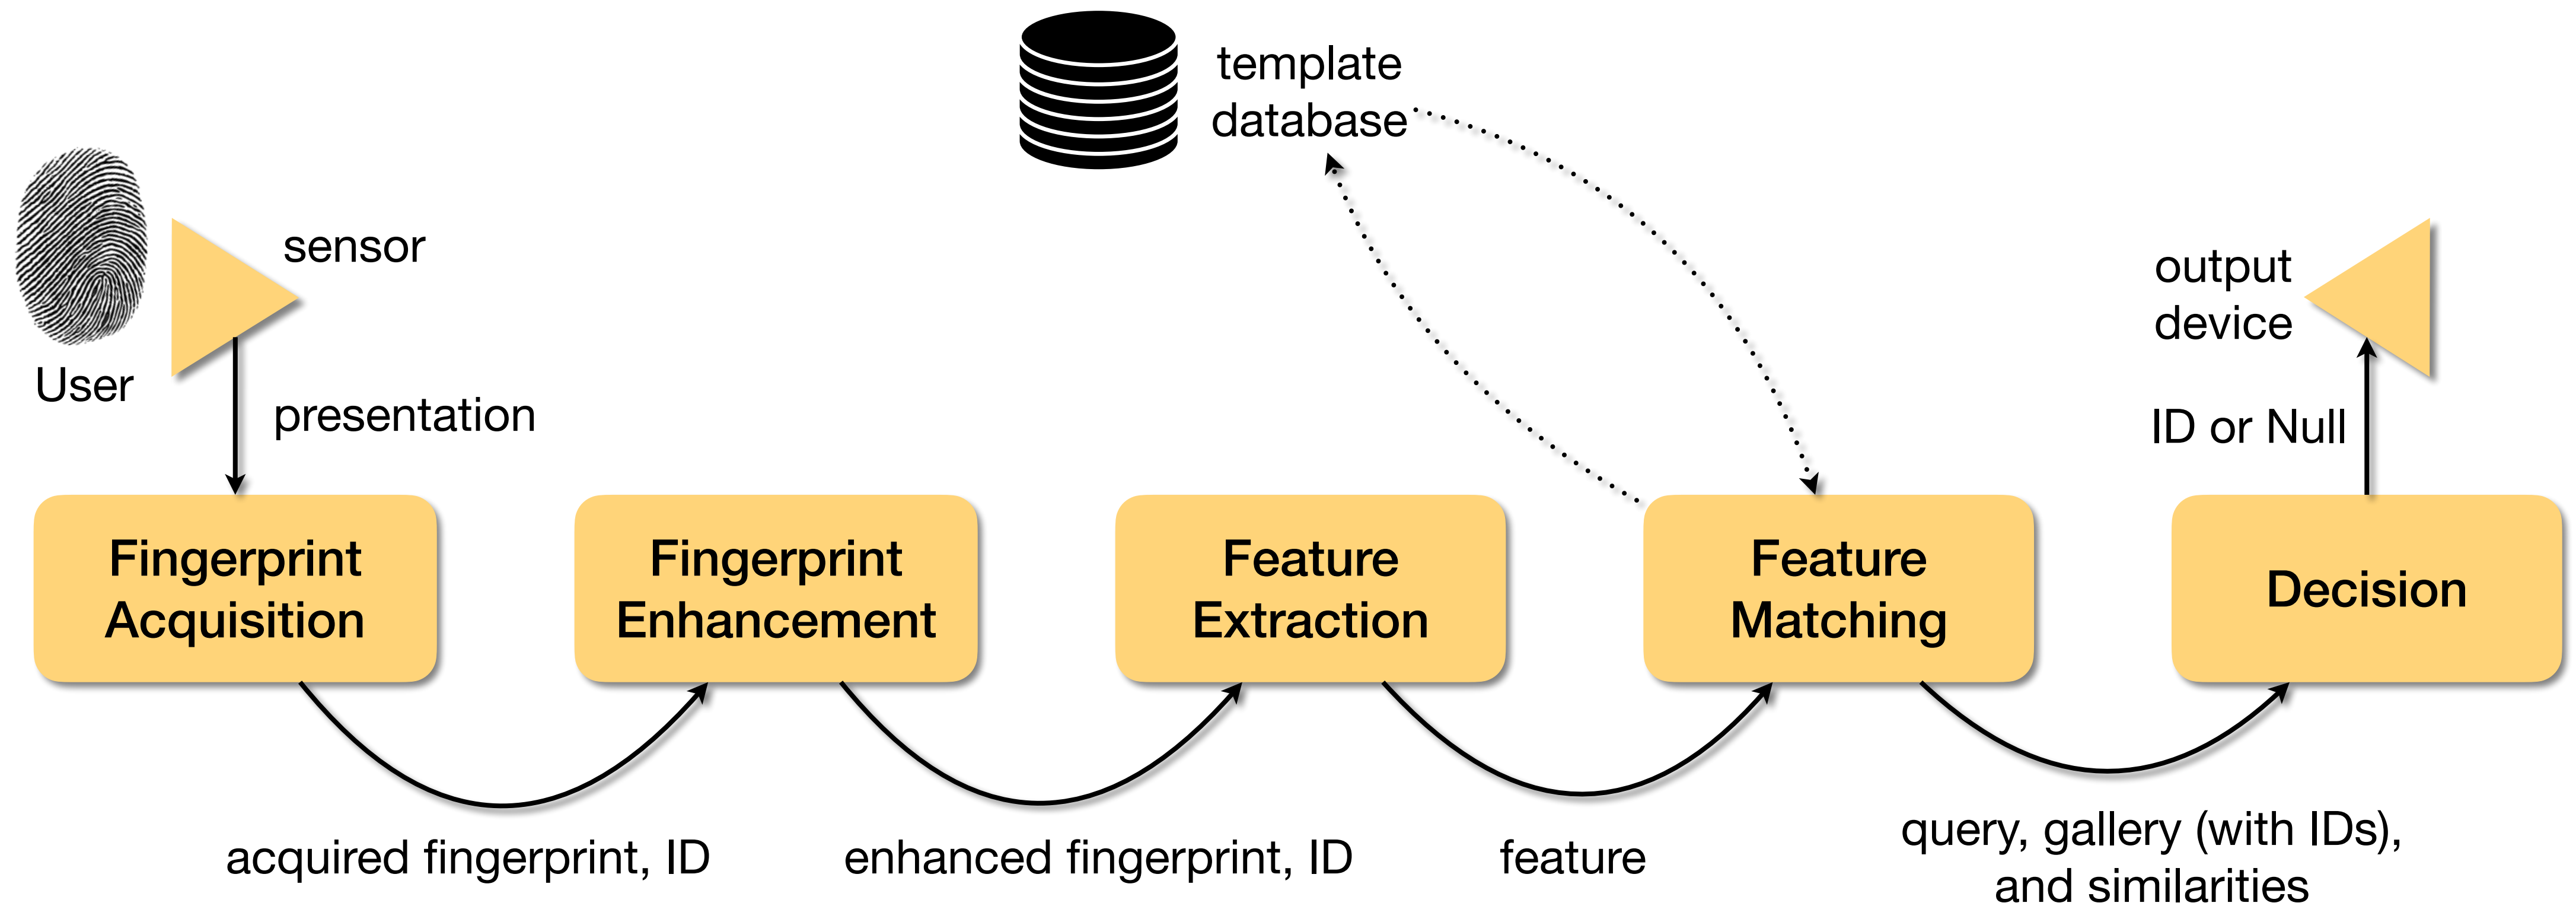 template
database
sensor
User
presentation
output
device
ID or Null
Fingerprint
Acquisition
Fingerprint
Enhancement
Feature
Extraction
Feature
Matching
Decision
acquired fingerprint, ID
enhanced fingerprint, ID
feature
query, gallery (with IDs),
and similarities